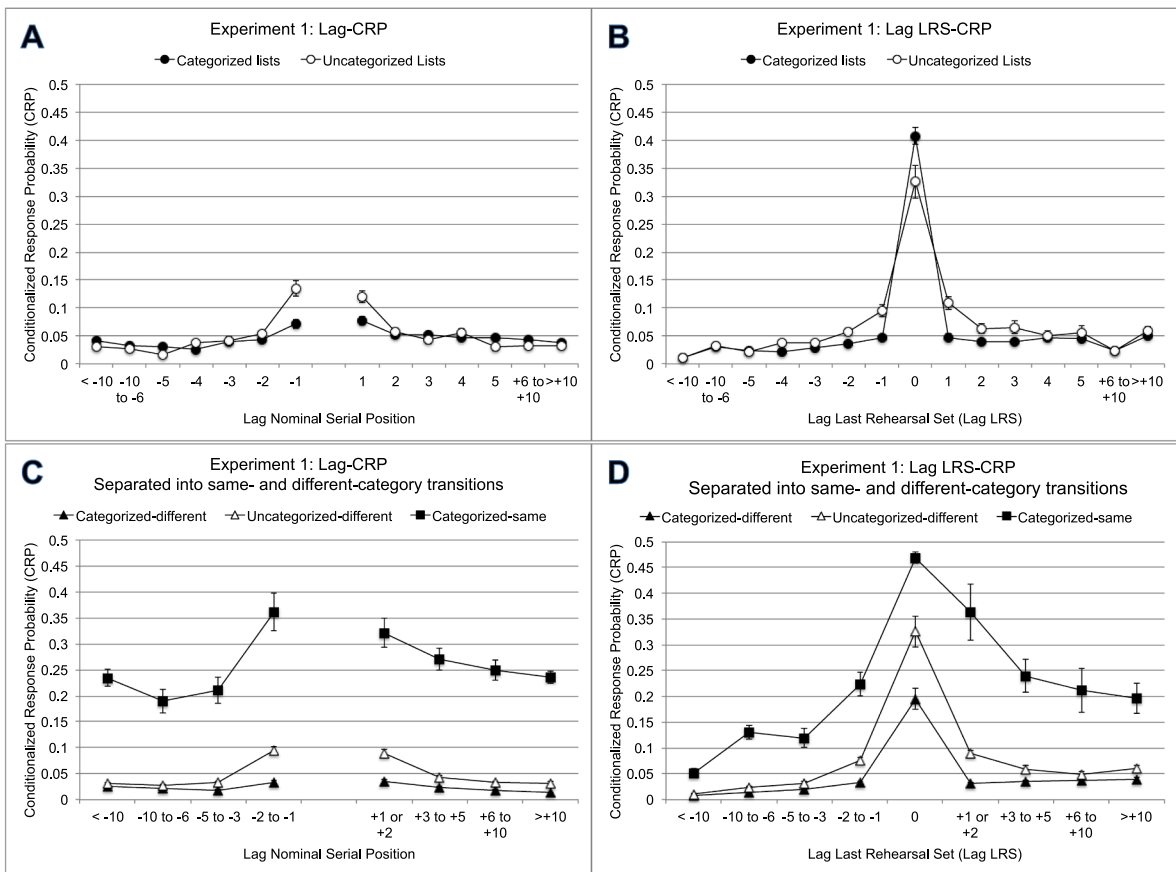 A
Experiment 1: Lag-CRP
Categorized lists
Uncategorized Lists
Conditionalized Response Probability (CRP)
0.5
0.45
0.4
0.35
0.3
0.25
0.2
0.15
0.1
0.05
0
< -10 -10 to -6 -5 -4 -3 -2 -1 1 2 3 4 5 +6 to +10 >+10
Lag Nominal Serial Position
B
Experiment 1: Lag LRS-CRP
Categorized lists
Uncategorized Lists
Conditionalized Response Probability (CRP)
0.5
0.45
0.4
0.35
0.3
0.25
0.2
0.15
0.1
0.05
0
< -10 -10 to -6 -5 -4 -3 -2 -1 0 1 2 3 4 5 +6 to +10 >+10
Lag Last Rehearsal Set (Lag LRS)
C
Experiment 1: Lag-CRP
Separated into same- and different-category transitions
Categorized-different
Uncategorized-different
Categorized-same
Conditionalized Response Probability (CRP)
0.5
0.45
0.4
0.35
0.3
0.25
0.2
0.15
0.1
0.05
0
< -10 -10 to -6 -5 to -3 -2 to -1 +1 or +2 +3 to +5 +6 to +10 >+10
Lag Nominal Serial Position
D
Experiment 1: Lag LRS-CRP
Separated into same- and different-category transitions
Categorized-different
Uncategorized-different
Categorized-same
Conditionalized Response Probability (CRP)
0.5
0.45
0.4
0.35
0.3
0.25
0.2
0.15
0.1
0.05
0
< -10 -10 to -6 -5 to -3 -2 to -1 0 +1 or +2 +3 to +5 +6 to +10 >+10
Lag Last Rehearsal Set (Lag LRS)